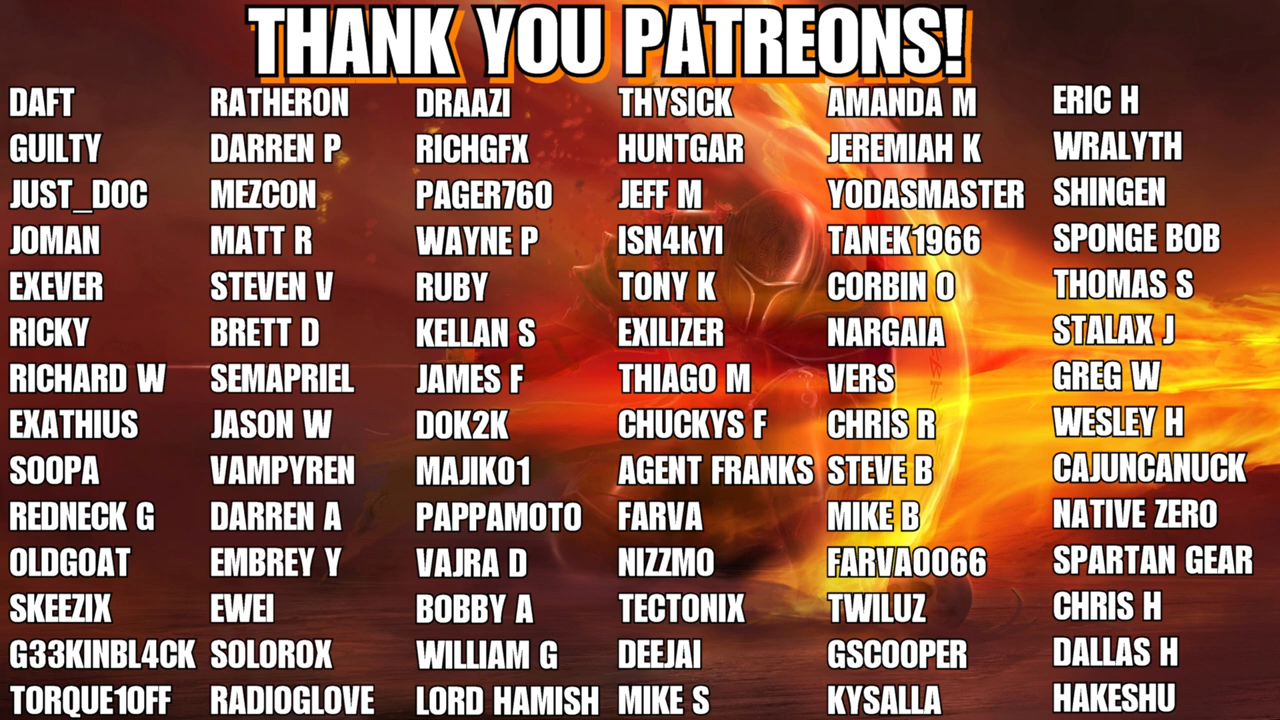 THANK YOU PATREONS!
DAFT RATHERON DRAAZI THYSICK AMANDA M ERIC H
GUILTY DARREN P RICHGFX HUNTGAR JEREMIAH K WRALYTH
JUST_DOC MEZCON PAGER760 JEFF M YODASMASTER SHINGEN
JOMAN MATT R WAYNE P ISN4kYI TANEK1966 SPONGE BOB
EXEVER STEVEN V RUBY TONY K CORBIN O THOMAS S
RICKY BRETT D KELLAN S EXILIZER NARGAIA STALAX J
RICHARD W SEMAPRIEL JAMES F THIAGO M VERS GREG W
EXATHIUS JASON W DOK2K CHUCKYS F CHRIS R WESLEY H
SOOPA VAMPYREN MAJIK01 AGENT FRANKS STEVE B CAJUNCANUCK
REDNECK G DARREN A PAPPAMOTO FARVA MIKE B NATIVE ZERO
OLDGOAT EMBREY Y VAJRA D NIZZMO FARVA0066 SPARTAN GEAR
SKEEZIX EWEI BOBBY A TECTONIX TWILUZ CHRIS H
G33KINBL4CK SOLOROX WILLIAM G DEEJAI GSCOOPER DALLAS H
TORQUE10FF RADIOGLOVE LORD HAMISH MIKE S KYSALLA HAKESHU